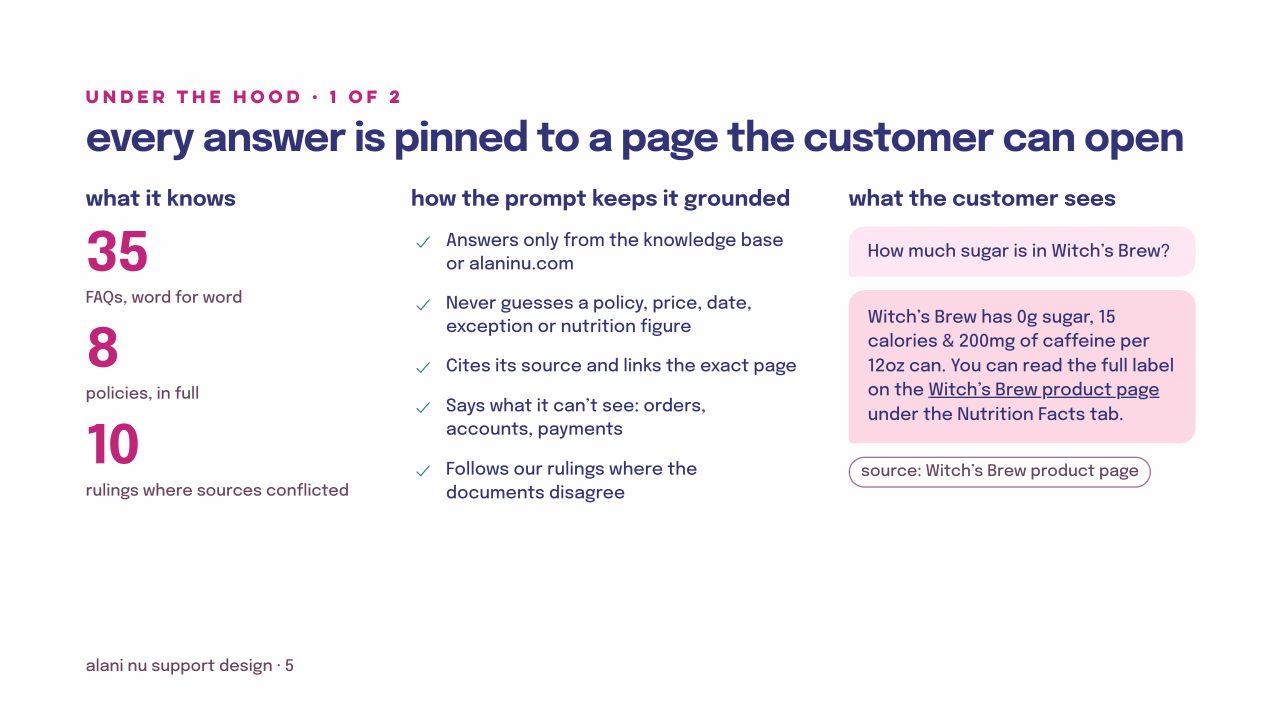 UNDER THE HOOD · 1 OF 2
every answer is pinned to a page the customer can open
what it knows
35
FAQs, word for word
8
policies, in full
10
rulings where sources conflicted
how the prompt keeps it grounded
Answers only from the knowledge base
or alaninu.com
Never guesses a policy, price, date,
exception or nutrition figure
Cites its source and links the exact page
Says what it can’t see: orders,
accounts, payments
Follows our rulings where the
documents disagree
what the customer sees
How much sugar is in Witch’s Brew?
Witch’s Brew has 0g sugar, 15
calories & 200mg of caffeine per
12oz can. You can read the full label
on the Witch’s Brew product page
under the Nutrition Facts tab.
source: Witch’s Brew product page
alani nu support design · 5